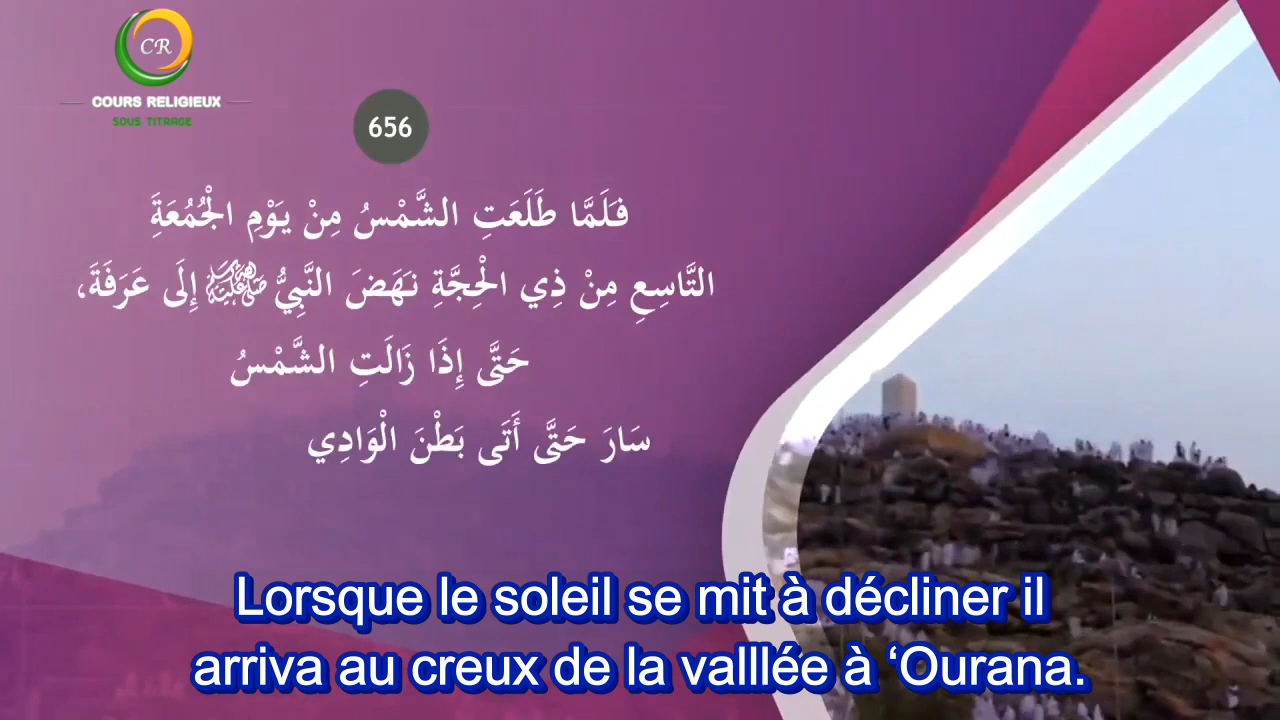 CR
COURS RELIGIEUX
SOUS TITRAGE
656
فَلَمَّا طَلَعَتِ الشَّمْسُ مِنْ يَوْمِ الْجُمُعَةِ
التَّاسِعِ مِنْ ذِي الْحِجَّةِ نَهَضَ النَّبِيُّ ﷺ إِلَى عَرَفَةَ،
حَتَّى إِذَا زَالَتِ الشَّمْسُ
سَارَ حَتَّى أَتَى بَطْنَ الْوَادِي
Lorsque le soleil se mit à décliner il
arriva au creux de la valllée à ‘Ourana.